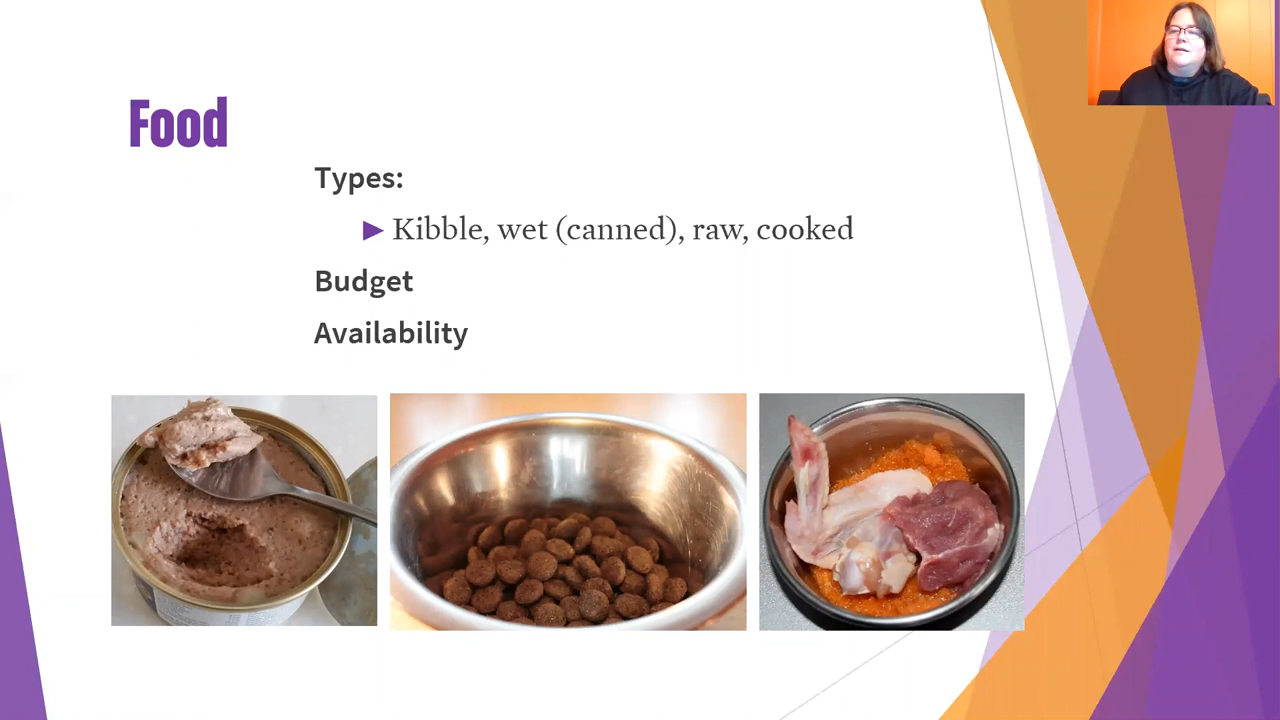 Food
Types:
Kibble, wet (canned), raw, cooked
Budget
Availability